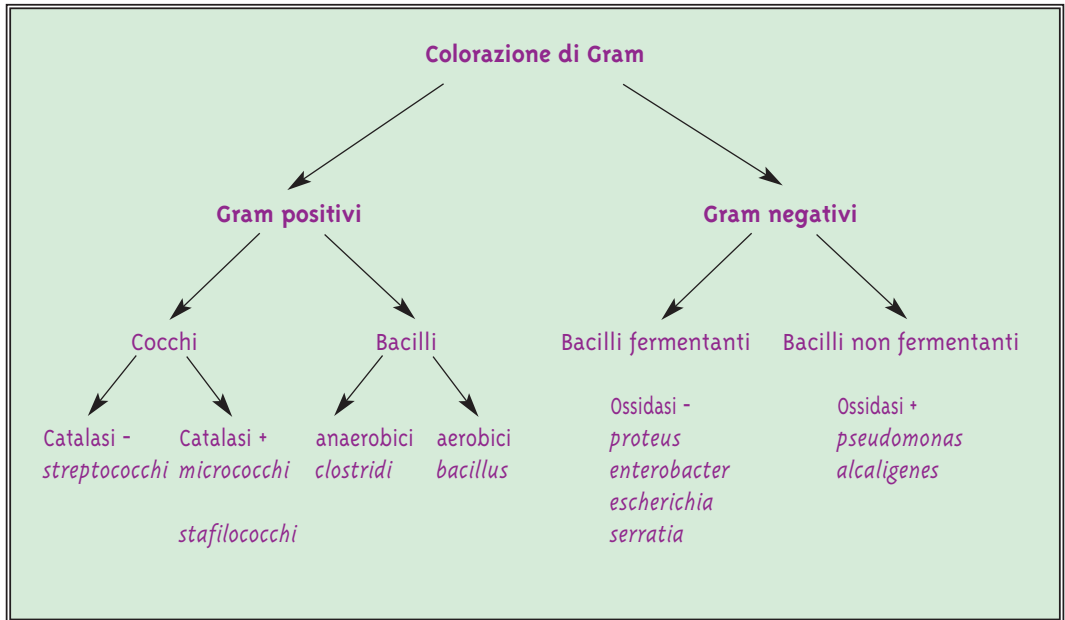 Colorazione di Gram
Gram positivi
Gram negativi
Cocchi
Bacilli
Bacilli fermentanti
Bacilli non fermentanti
Catalasi -
streptococchi
Catalasi +
micrococchi
stafilococchi
anaerobici
clostridi
aerobici
bacillus
Ossidasi -
proteus
enterobacter
escherichia
serratia
Ossidasi +
pseudomonas
alcaligenes